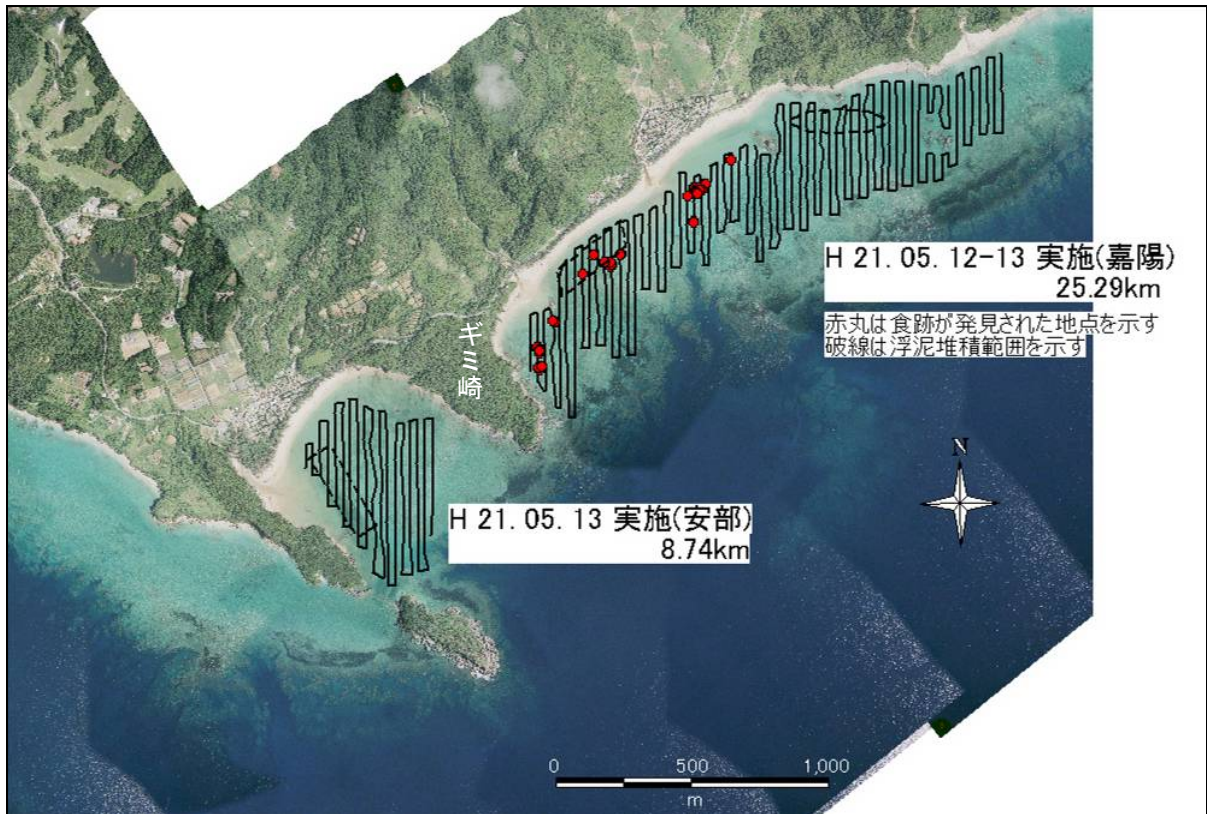 ギミ崎
H 21.05.12-13 実施(嘉陽)
25.29km
赤丸は食跡が発見された地点を示す
破線は浮泥堆積範囲を示す
N
H 21.05.13 実施(安部)
8.74km
0 500 1,000
m